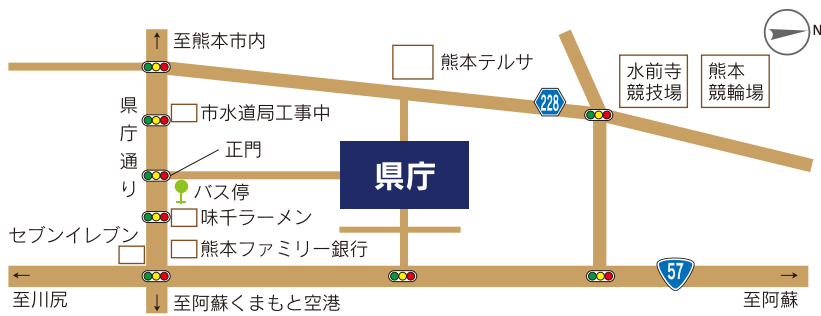 至熊本市内
N
熊本テルサ
水前寺
競技場
熊本
競輪場
228
県庁通り
市水道局工事中
正門
県庁
バス停
味千ラーメン
セブンイレブン
熊本ファミリー銀行
57
至川尻
至阿蘇くまもと空港
至阿蘇